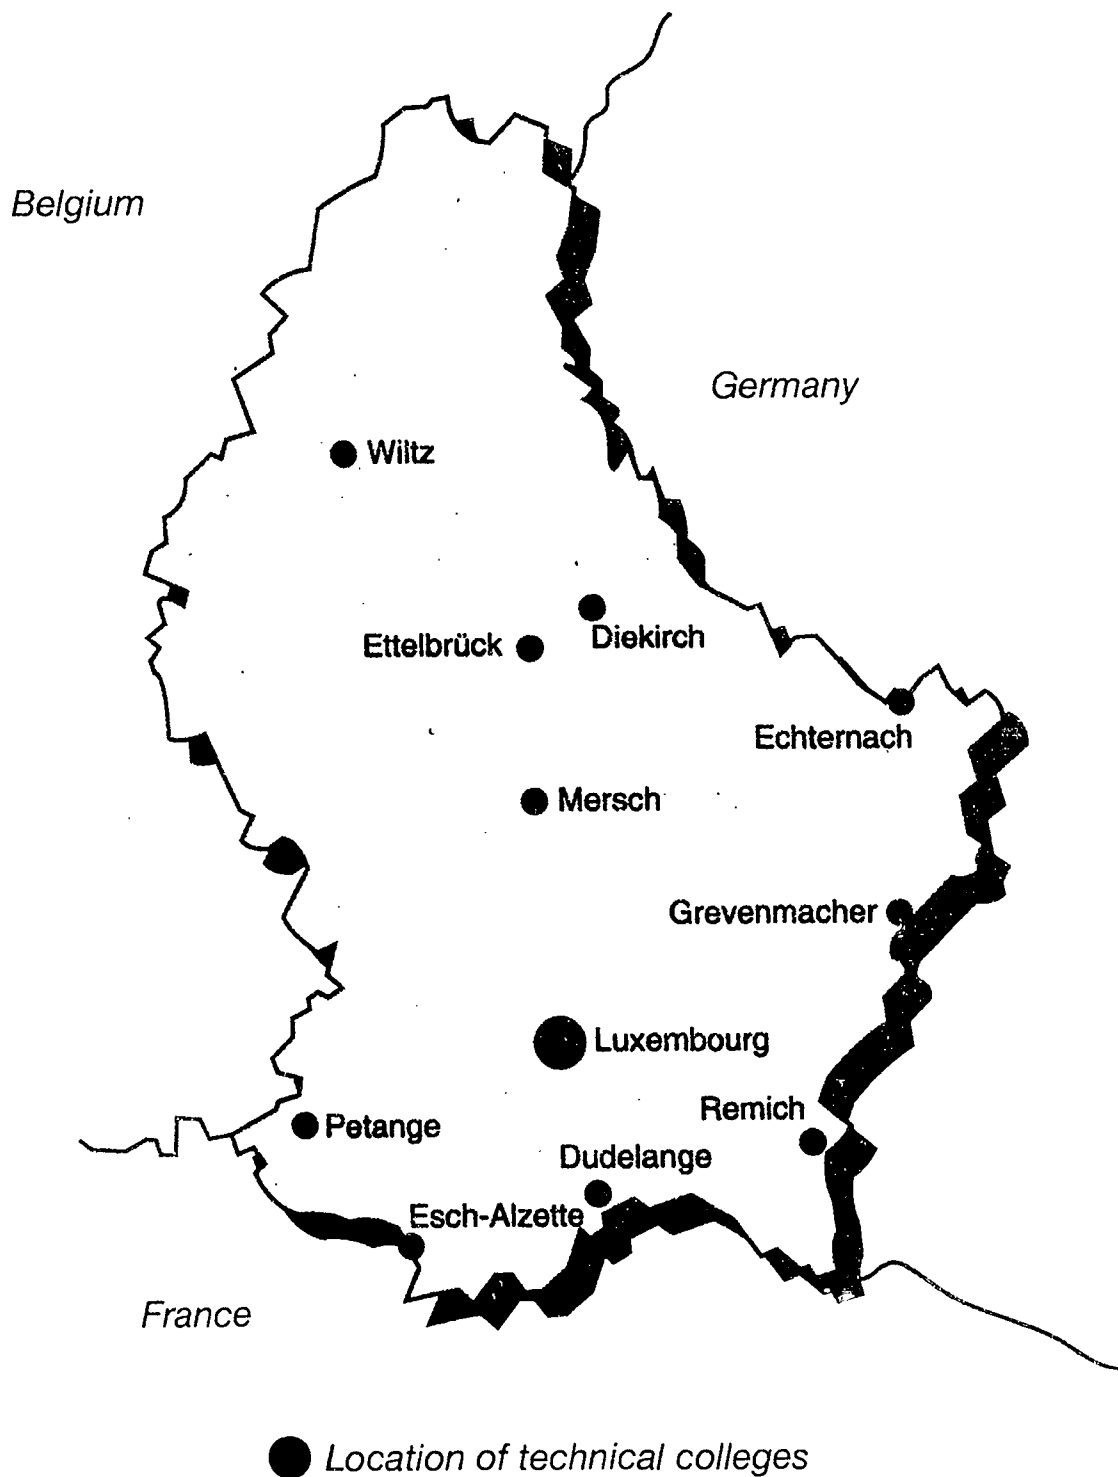 Belgium
Germany
Wiltz
Diekirch
Ettelbrück
Echternach
Mersch
Grevenmacher
Luxembourg
Remich
Petange
Dudelange
Esch-Alzette
France
Location of technical colleges